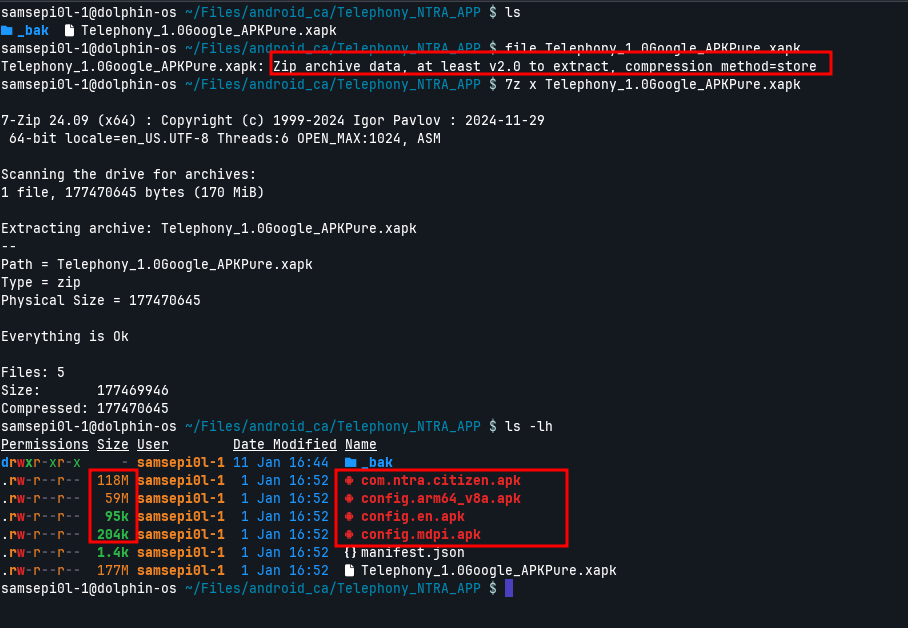 samsepi0l-1@dolphin-os ~/Files/android_ca/Telephony_NTRA_APP $ ls
_bak Telephony_1.0Google_APKPure.xapk
samsepi0l-1@dolphin-os ~/Files/android_ca/Telephony_NTRA_APP $ file Telephony_1.0Google_APKPure.xapk
Telephony_1.0Google_APKPure.xapk: Zip archive data, at least v2.0 to extract, compression method=store
samsepi0l-1@dolphin-os ~/Files/android_ca/Telephony_NTRA_APP $ 7z x Telephony_1.0Google_APKPure.xapk
7-Zip 24.09 (x64) : Copyright (c) 1999-2024 Igor Pavlov : 2024-11-29
64-bit locale=en_US.UTF-8 Threads:6 OPEN_MAX:1024, ASM
Scanning the drive for archives:
1 file, 177470645 bytes (170 MiB)
Extracting archive: Telephony_1.0Google_APKPure.xapk
--
Path = Telephony_1.0Google_APKPure.xapk
Type = zip
Physical Size = 177470645
Everything is Ok
Files: 5
Size: 177469946
Compressed: 177470645
samsepi0l-1@dolphin-os ~/Files/android_ca/Telephony_NTRA_APP $ ls -lh
Permissions Size User Date Modified Name
drwxr-xr-x - samsepi0l-1 11 Jan 16:44 _bak
.rw-r--r-- 118M samsepi0l-1 1 Jan 16:52 com.ntra.citizen.apk
.rw-r--r-- 59M samsepi0l-1 1 Jan 16:52 config.arm64_v8a.apk
.rw-r--r-- 95k samsepi0l-1 1 Jan 16:52 config.en.apk
.rw-r--r-- 204k samsepi0l-1 1 Jan 16:52 config.mdpi.apk
.rw-r--r-- 1.4k samsepi0l-1 1 Jan 16:52 {} manifest.json
.rw-r--r-- 177M samsepi0l-1 1 Jan 16:52 Telephony_1.0Google_APKPure.xapk
samsepi0l-1@dolphin-os ~/Files/android_ca/Telephony_NTRA_APP $